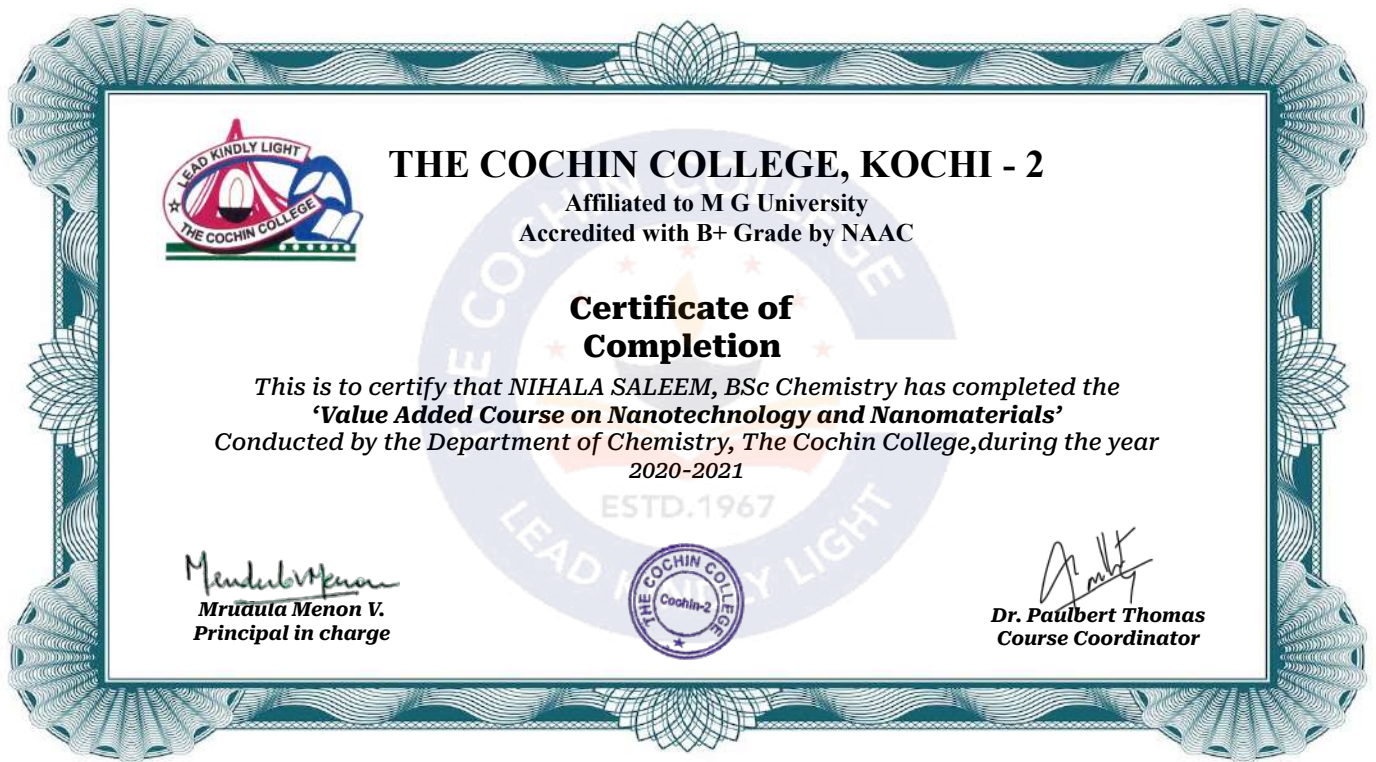 LEAD KINDLY LIGHT
THE COCHIN COLLEGE
THE COCHIN COLLEGE, KOCHI - 2
Affiliated to M G University
Accredited with B+ Grade by NAAC
Certificate of
Completion
This is to certify that NIHALA SALEEM, BSc Chemistry has completed the
‘Value Added Course on Nanotechnology and Nanomaterials’
Conducted by the Department of Chemistry, The Cochin College,during the year
2020-2021
ESTD.1967
LEAD KINDLY LIGHT
THE COCHIN COLLEGE
Cochin-2
Mrudula Menon V.
Principal in charge
Dr. Paulbert Thomas
Course Coordinator